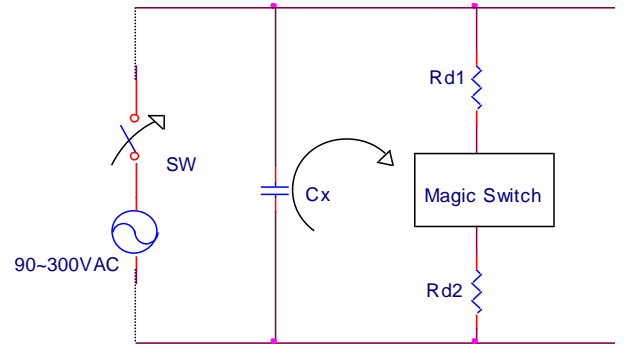 Rd1
SW
Cx
Magic Switch
90~300VAC
Rd2